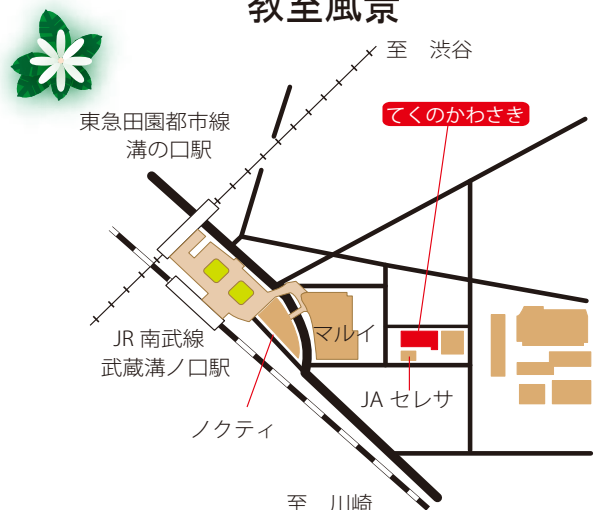 教室風景
至　渋谷
てくのかわさき
東急田園都市線
溝の口駅
マルイ
JR 南武線
武蔵溝ノ口駅
JA セレサ
ノクティ
至　川崎